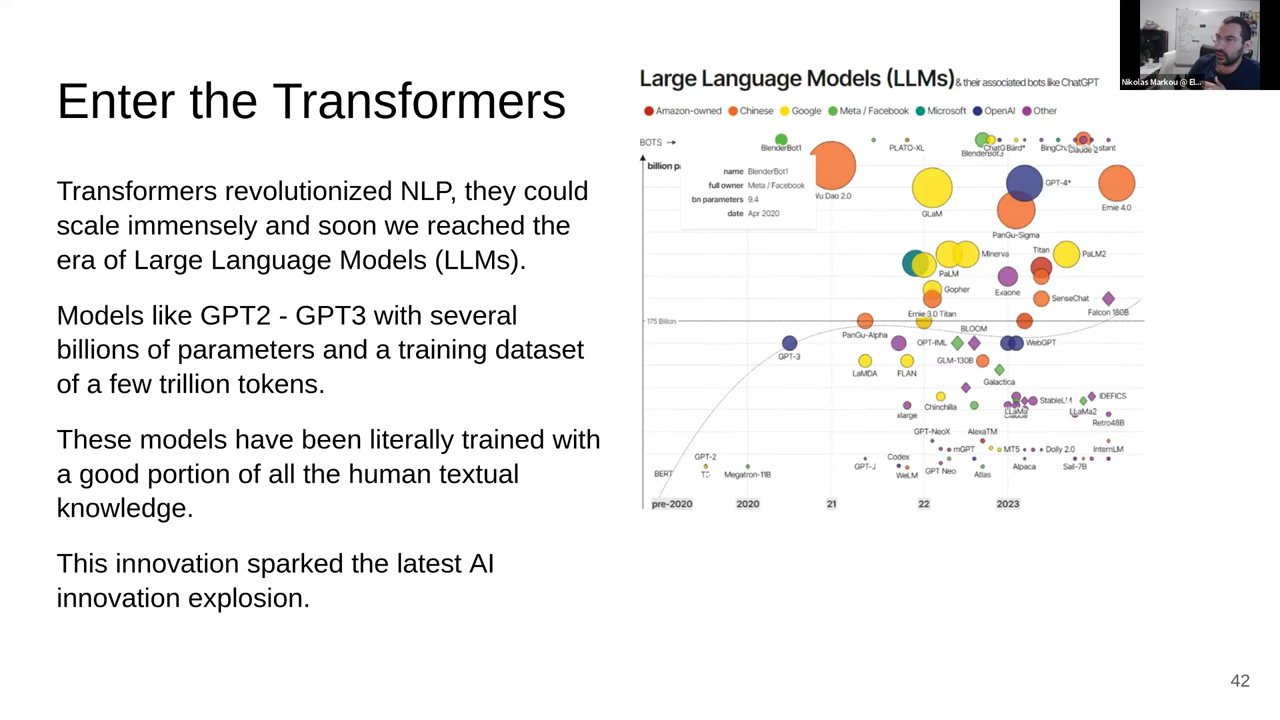 Enter the Transformers
Transformers revolutionized NLP, they could
scale immensely and soon we reached the
era of Large Language Models (LLMs).
Models like GPT2 - GPT3 with several
billions of parameters and a training dataset
of a few trillion tokens.
These models have been literally trained with
a good portion of all the human textual
knowledge.
This innovation sparked the latest AI
innovation explosion.
Large Language Models (LLMs) & their associated bots like ChatGPT
Amazon-owned Chinese Google Meta / Facebook Microsoft OpenAI Other
BOTS →
BlenderBot1 PLATO-XL
billion
name BlenderBot1
full owner Meta / Facebook
bn parameters 9.4
date Apr 2020
Wu Dao 2.0
GLaM
GPT-4*
Ernie 4.0
PanGu-Sigma
Minerva
Titan
PaLM2
PaLM
Gopher
Exaone
SenseChat
Falcon 180B
Ernie 3.0 Titan
175 Billion
PanGu-Alpha
BLOOM
GPT-3
OPT-IML
WebGPT
LaMDA FLAN GLM-130B
Galactica
Chinchilla
xlarge
IDEFICS
LLaMa
LLaMa2
Retro48B
GPT-NeoX AlexaTM
mGPT MT5 Dolly 2.0 InternLM
GPT-2
BERT Megatron-11B
GPT-J
Codex
WeLM
GPT Neo Atlas Alpaca Sail-7B
pre-2020 2020 21 22 2023
Nikolas Markou @ El...
42